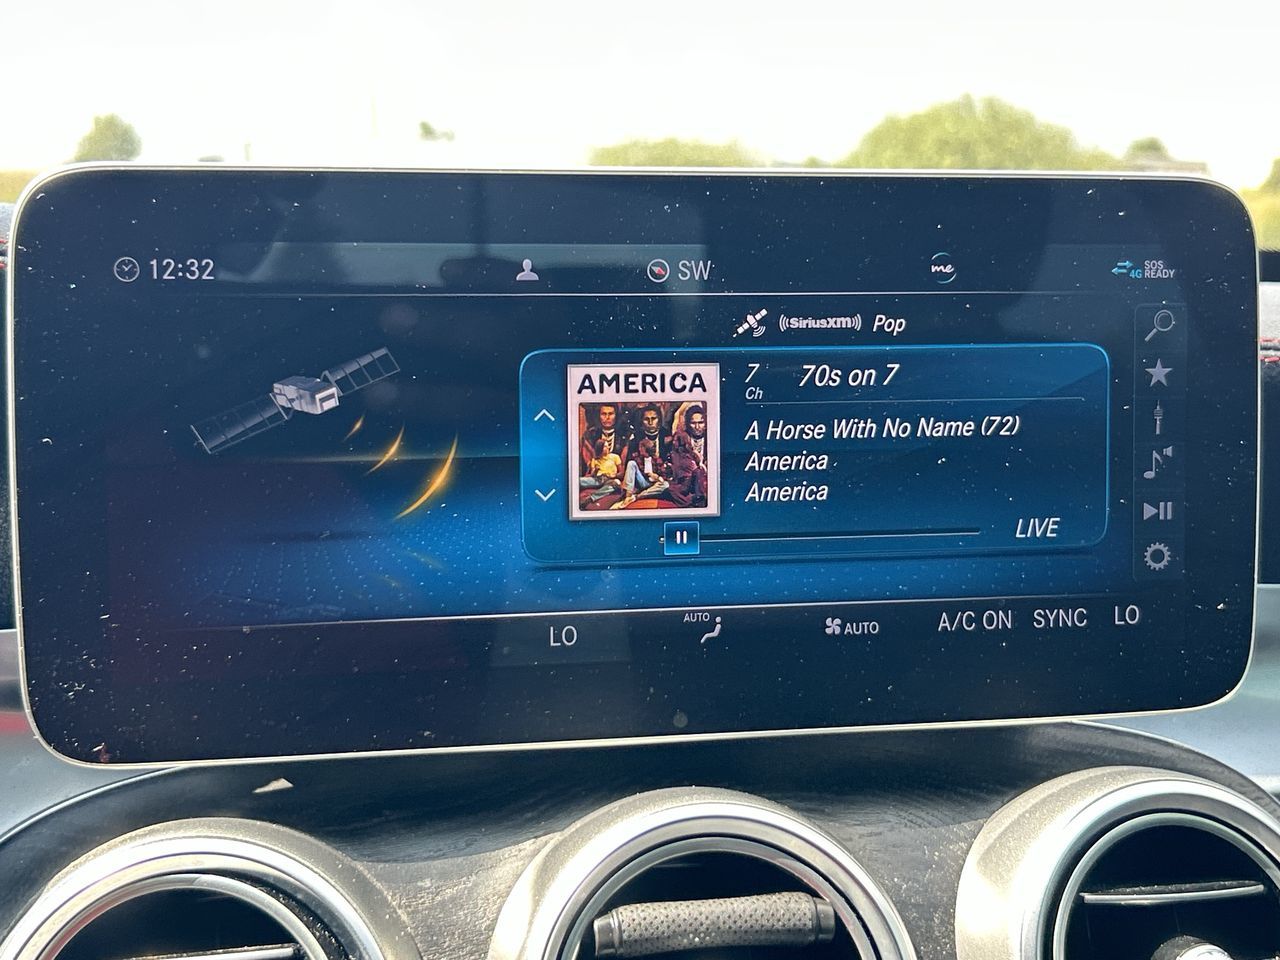 12:32
SW
me
4G SOS READY
((SiriusXM)) Pop
AMERICA
7 Ch
70s on 7
A Horse With No Name (72)
America
America
LIVE
LO
AUTO
AUTO
A/C ON
SYNC
LO